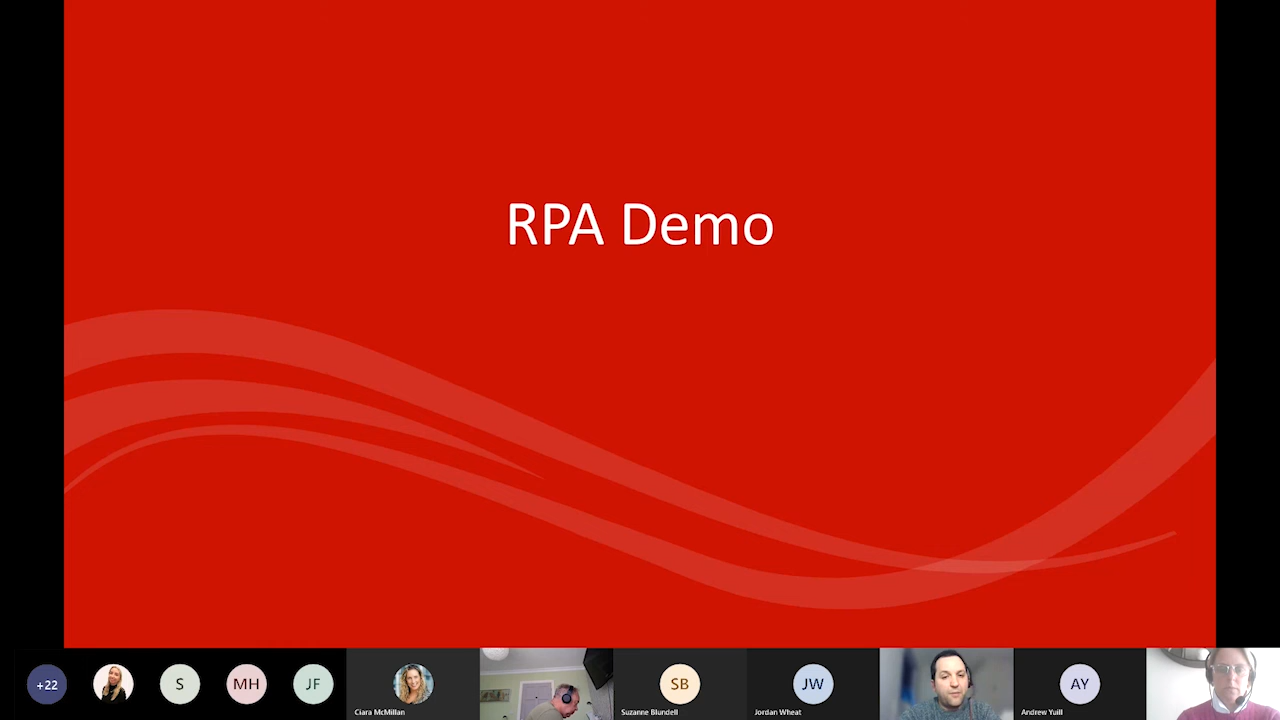 RPA Demo
+22
S
MH
JF
Ciara McMillan
SB
Suzanne Blundell
JW
Jordan Wheat
AY
Andrew Yuill